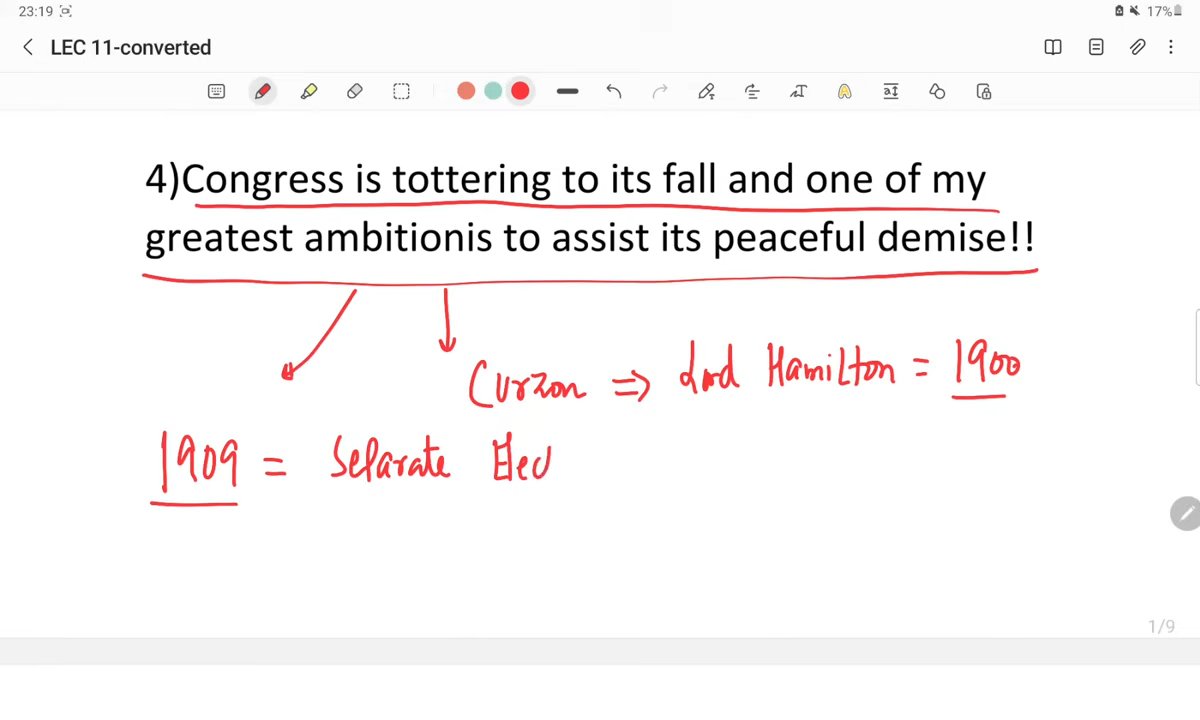 23:19
17%
LEC 11-converted
4)Congress is tottering to its fall and one of my
greatest ambitionis to assist its peaceful demise!!
Curzon ⇒ Lord Hamilton = 1900
1909 = Separate Elec
1/9